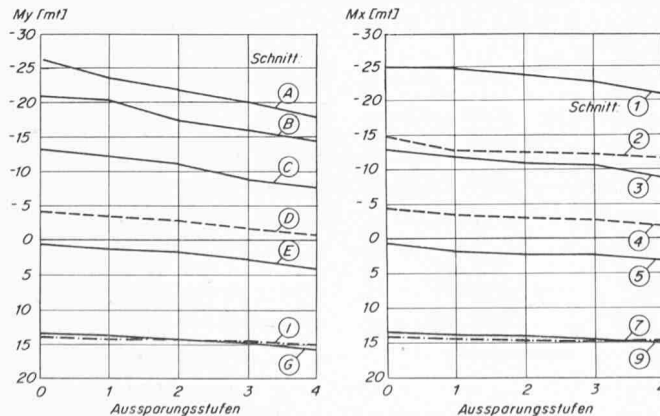 My [mt]
-30
-25
-20
-15
-10
-5
0
5
10
15
20
0 1 2 3 4
Aussparungsstufen
Schnitt:
A
B
C
D
E
I
G
Mx [mt]
-30
-25
-20
-15
-10
-5
0
5
10
15
20
0 1 2 3 4
Aussparungsstufen
Schnitt:
1
2
3
4
5
7
9